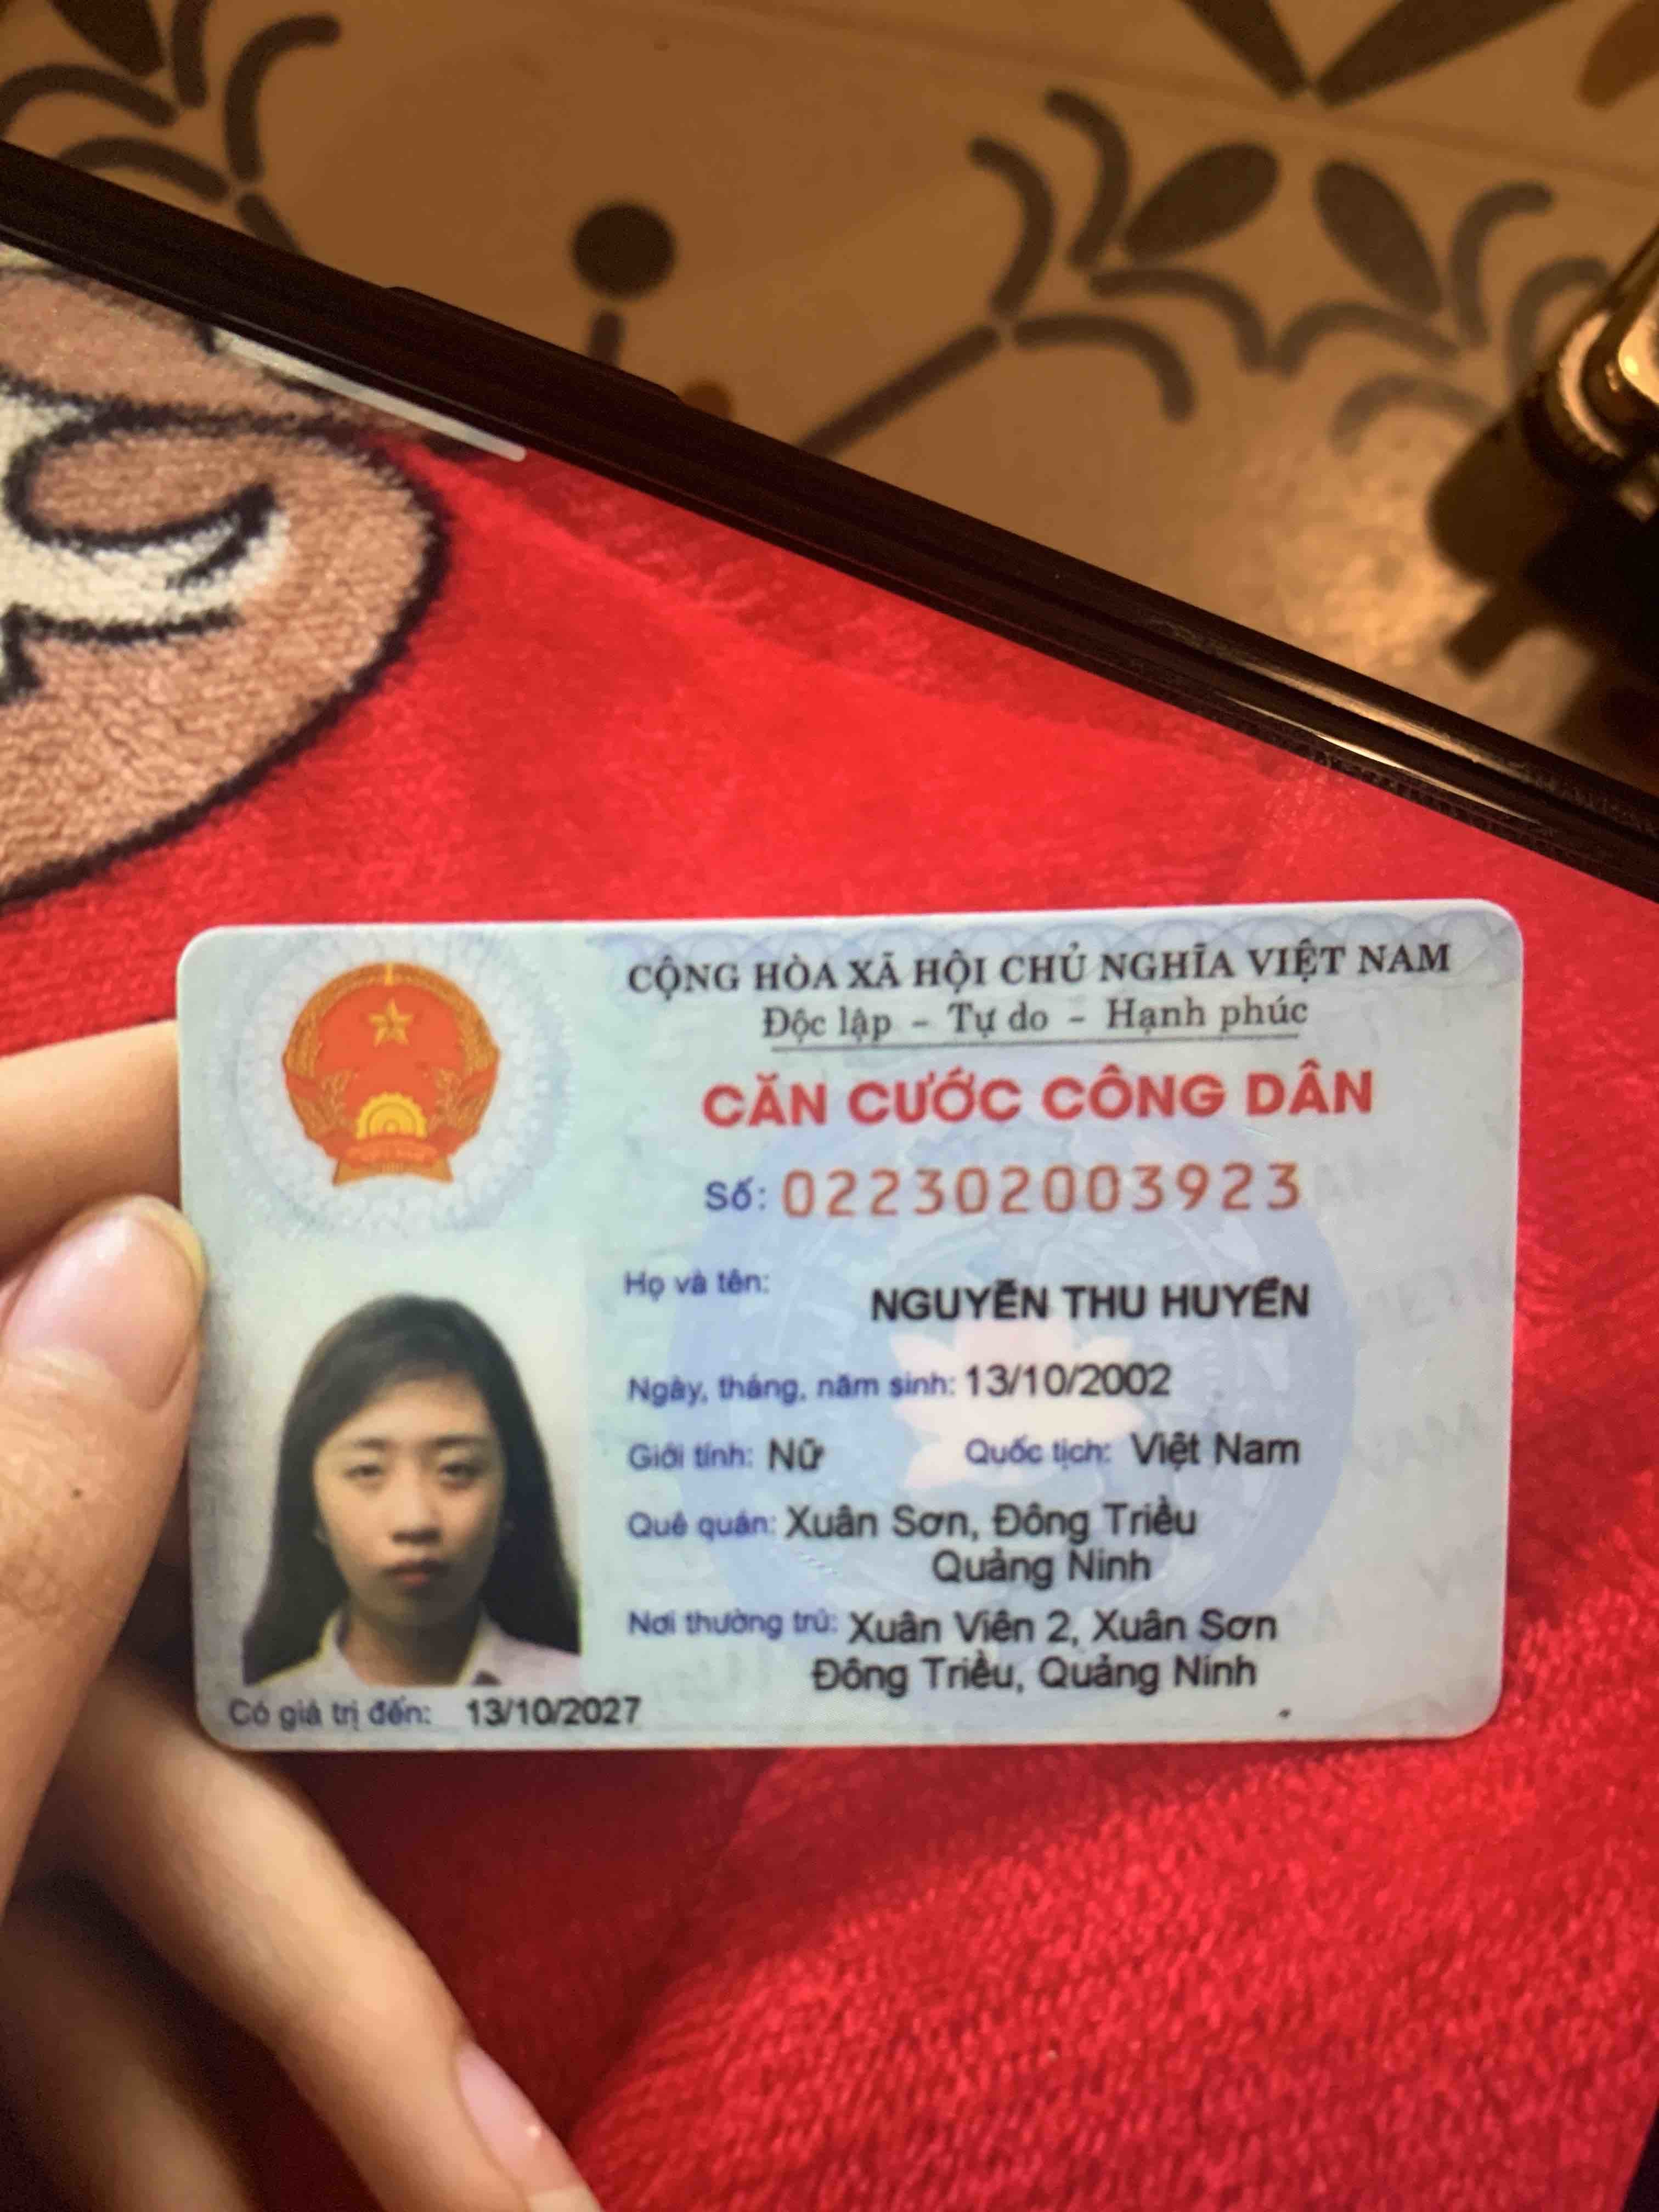 CỘNG HÒA XÃ HỘI CHỦ NGHĨA VIỆT NAM
Độc lập - Tự do - Hạnh phúc
CĂN CƯỚC CÔNG DÂN
Số: 022302003923
Họ và tên: NGUYỄN THU HUYỀN
Ngày, tháng, năm sinh: 13/10/2002
Giới tính: Nữ Quốc tịch: Việt Nam
Quê quán: Xuân Sơn, Đông Triều
Quảng Ninh
Nơi thường trú: Xuân Viên 2, Xuân Sơn
Đông Triều, Quảng Ninh
Có giá trị đến: 13/10/2027